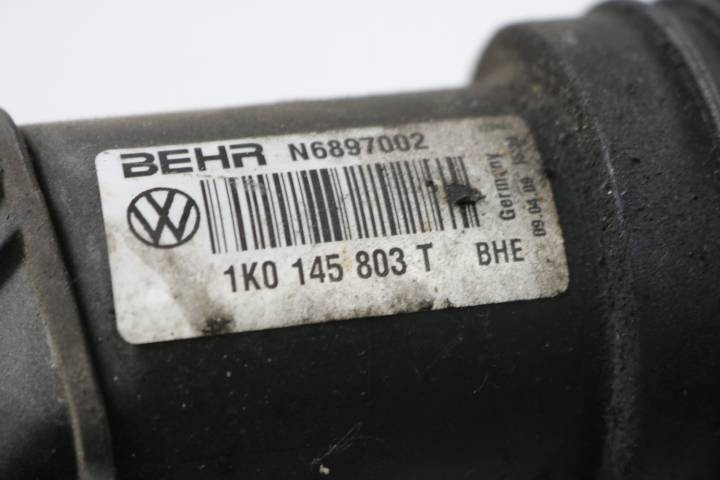 BEHR N6897002
1K0 145 803 T BHE
Germany
09.04.09